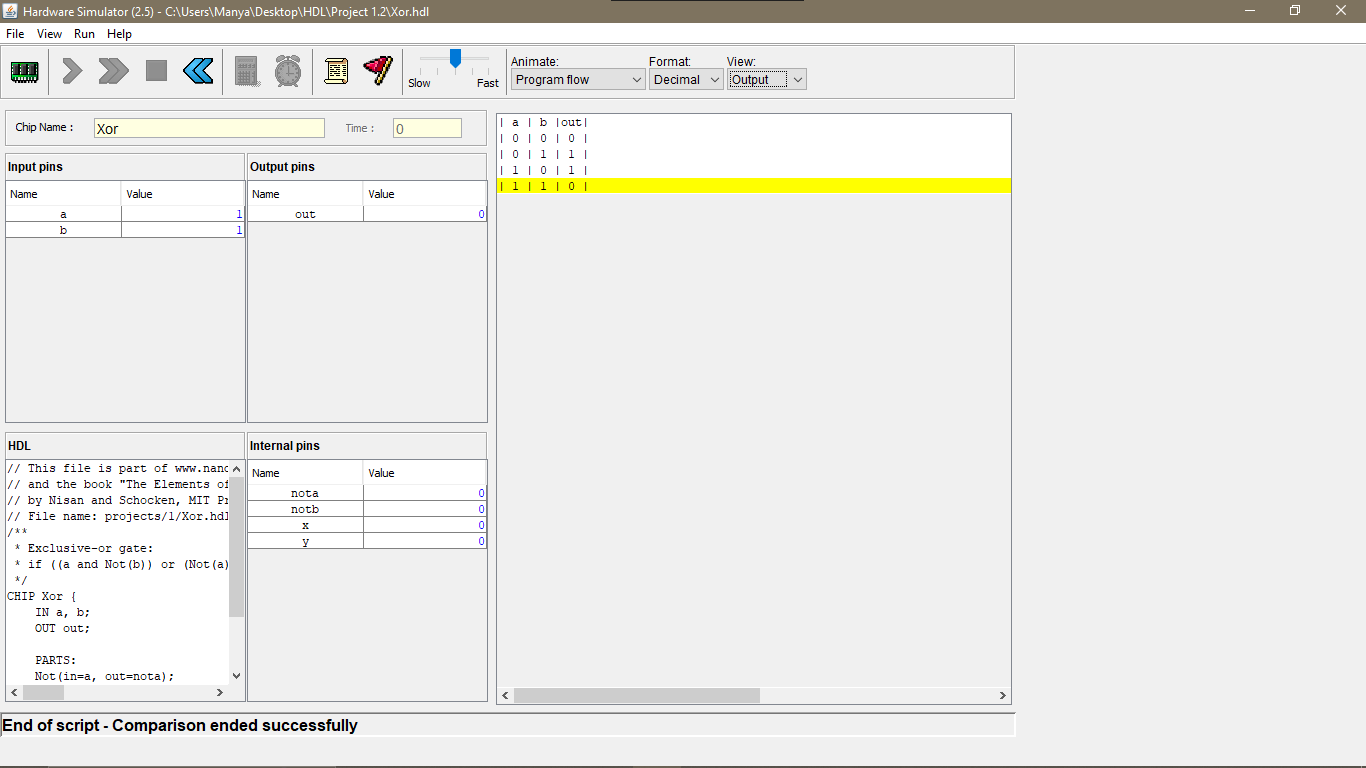 Hardware Simulator (2.5) - C:\Users\Manya\Desktop\HDL\Project 1.2\Xor.hdl
File View Run Help
Slow Fast
Animate: Format: View:
Program flow Decimal Output
Chip Name : Xor Time : 0
Input pins
Name Value
a 1
b 1
Output pins
Name Value
out 0
| a | b |out|
| 0 | 0 | 0 |
| 0 | 1 | 1 |
| 1 | 0 | 1 |
| 1 | 1 | 0 |
HDL
// This file is part of www.nand
// and the book "The Elements of
// by Nisan and Schocken, MIT Pr
// File name: projects/1/Xor.hdl
/**
* Exclusive-or gate:
* if ((a and Not(b)) or (Not(a)
*/
CHIP Xor {
IN a, b;
OUT out;
PARTS:
Not(in=a, out=nota);
Internal pins
Name Value
nota 0
notb 0
x 0
y 0
End of script - Comparison ended successfully